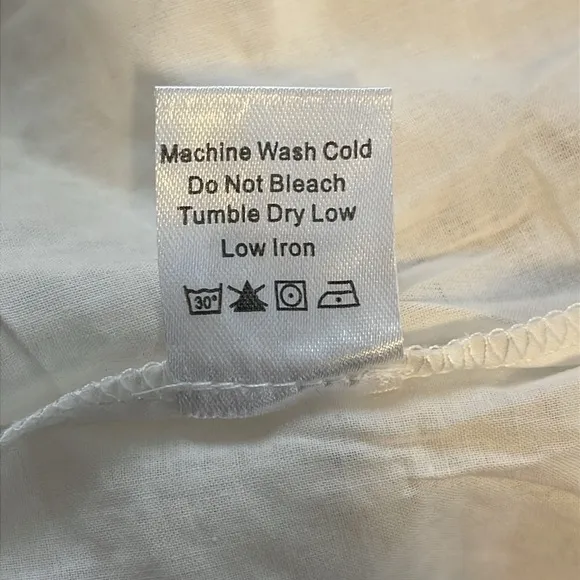 Machine Wash Cold
Do Not Bleach
Tumble Dry Low
Low Iron
30°